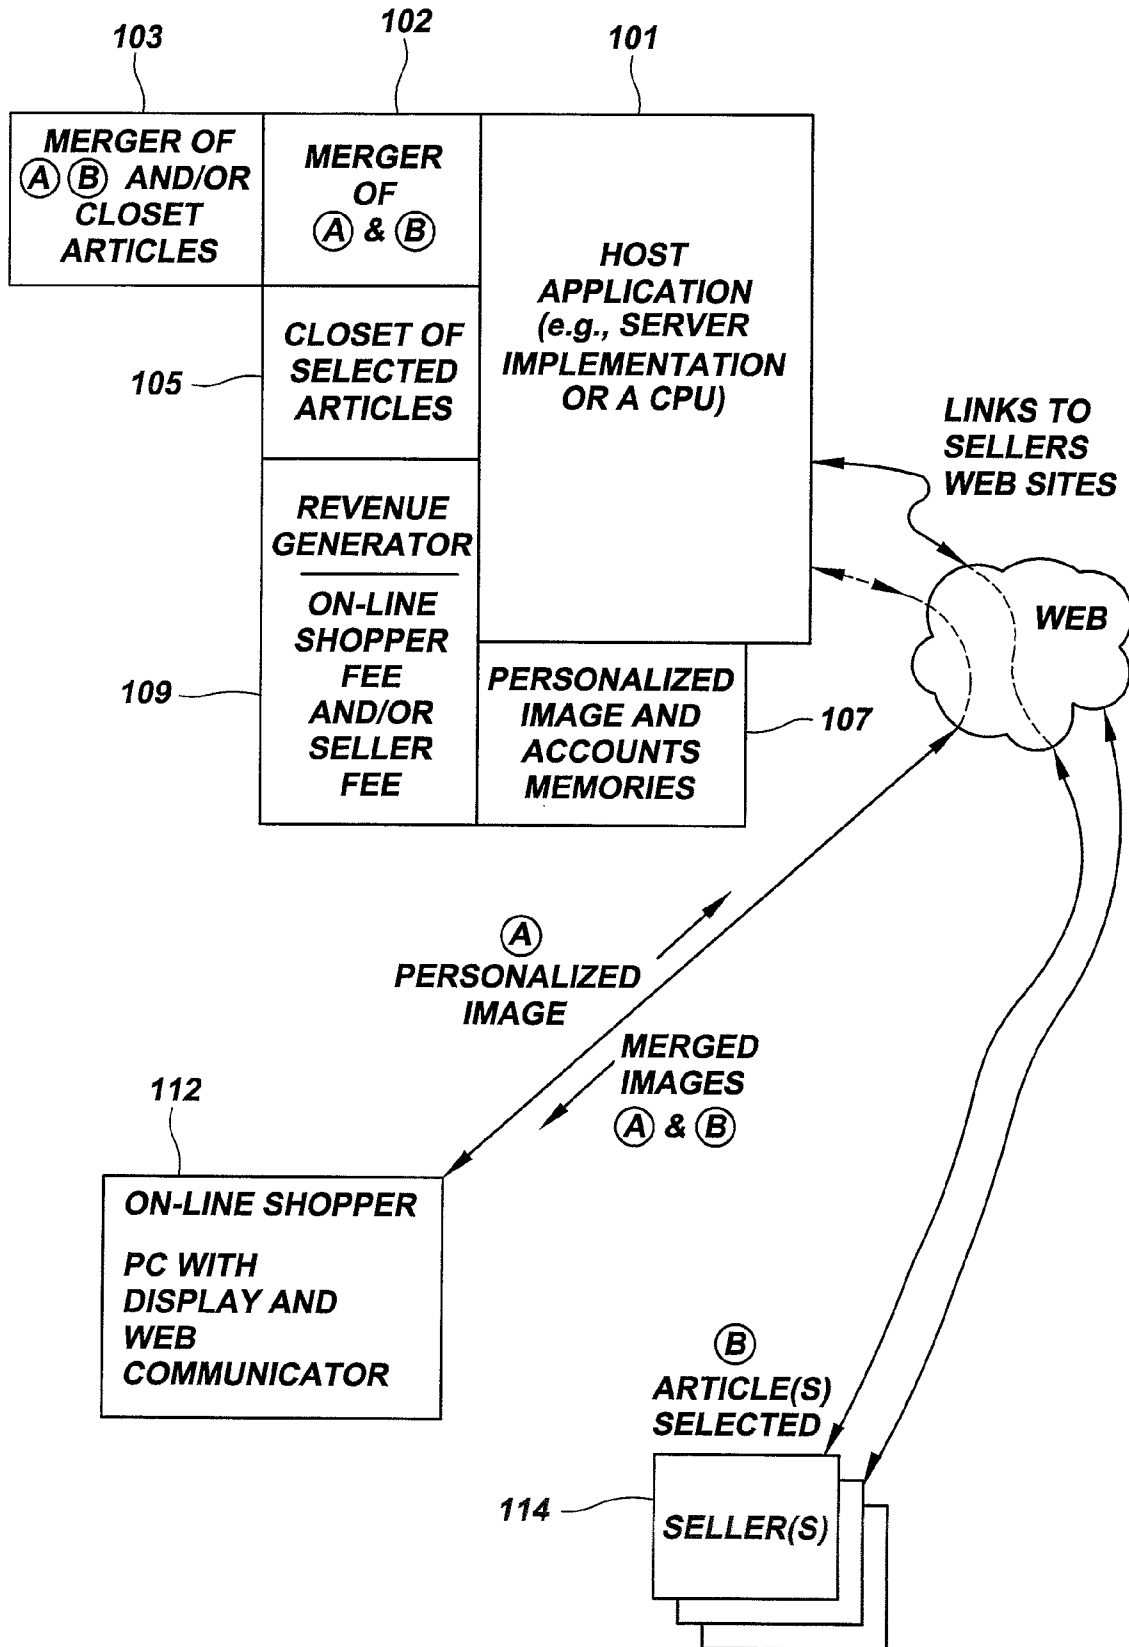 103
102
101
MERGER OF
A B AND/OR
CLOSET
ARTICLES
MERGER
OF
A & B
HOST
APPLICATION
(e.g., SERVER
IMPLEMENTATION
OR A CPU)
105
CLOSET OF
SELECTED
ARTICLES
LINKS TO
SELLERS
WEB SITES
REVENUE
GENERATOR
ON-LINE
SHOPPER
FEE
AND/OR
SELLER
FEE
109
WEB
PERSONALIZED
IMAGE AND
ACCOUNTS
MEMORIES
107
A
PERSONALIZED
IMAGE
MERGED
IMAGES
A & B
112
ON-LINE SHOPPER
PC WITH
DISPLAY AND
WEB
COMMUNICATOR
B
ARTICLE(S)
SELECTED
114
SELLER(S)